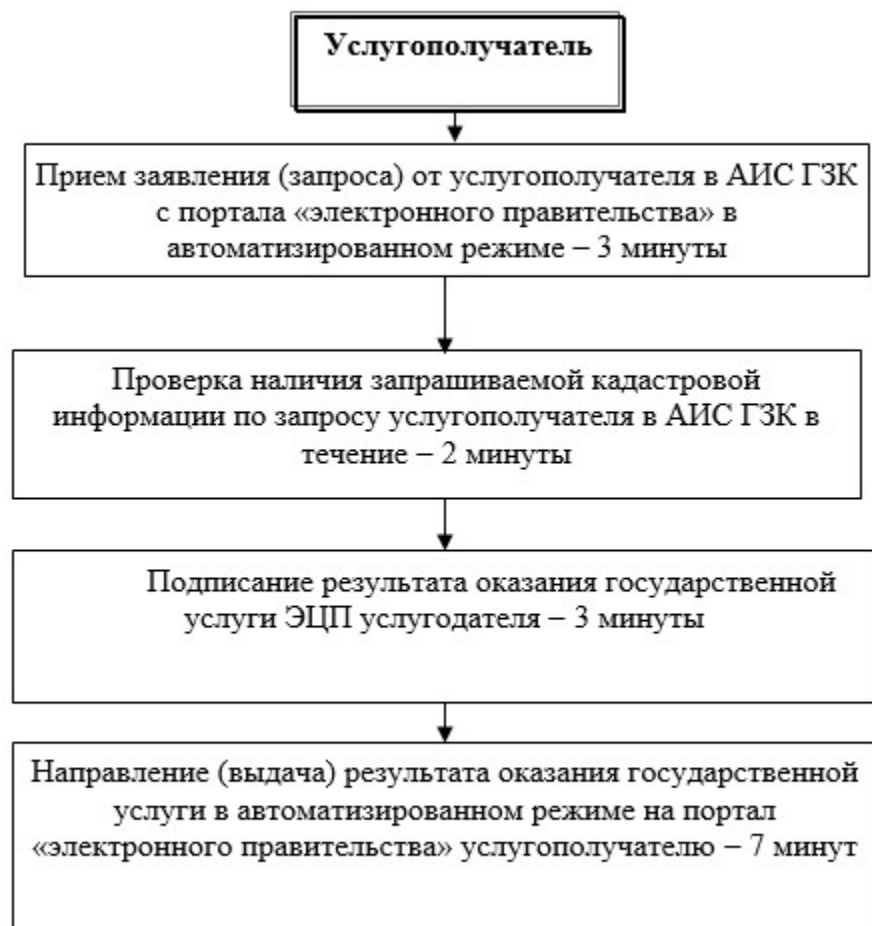 Услугополучатель
Прием заявления (запроса) от услугополучателя в АИС ГЗК
с портала «электронного правительства» в
автоматизированном режиме – 3 минуты
Проверка наличия запрашиваемой кадастровой
информации по запросу услугополучателя в АИС ГЗК в
течение – 2 минуты
Подписание результата оказания государственной
услуги ЭЦП услугодателя – 3 минуты
Направление (выдача) результата оказания государственной
услуги в автоматизированном режиме на портал
«электронного правительства» услугополучателю – 7 минут